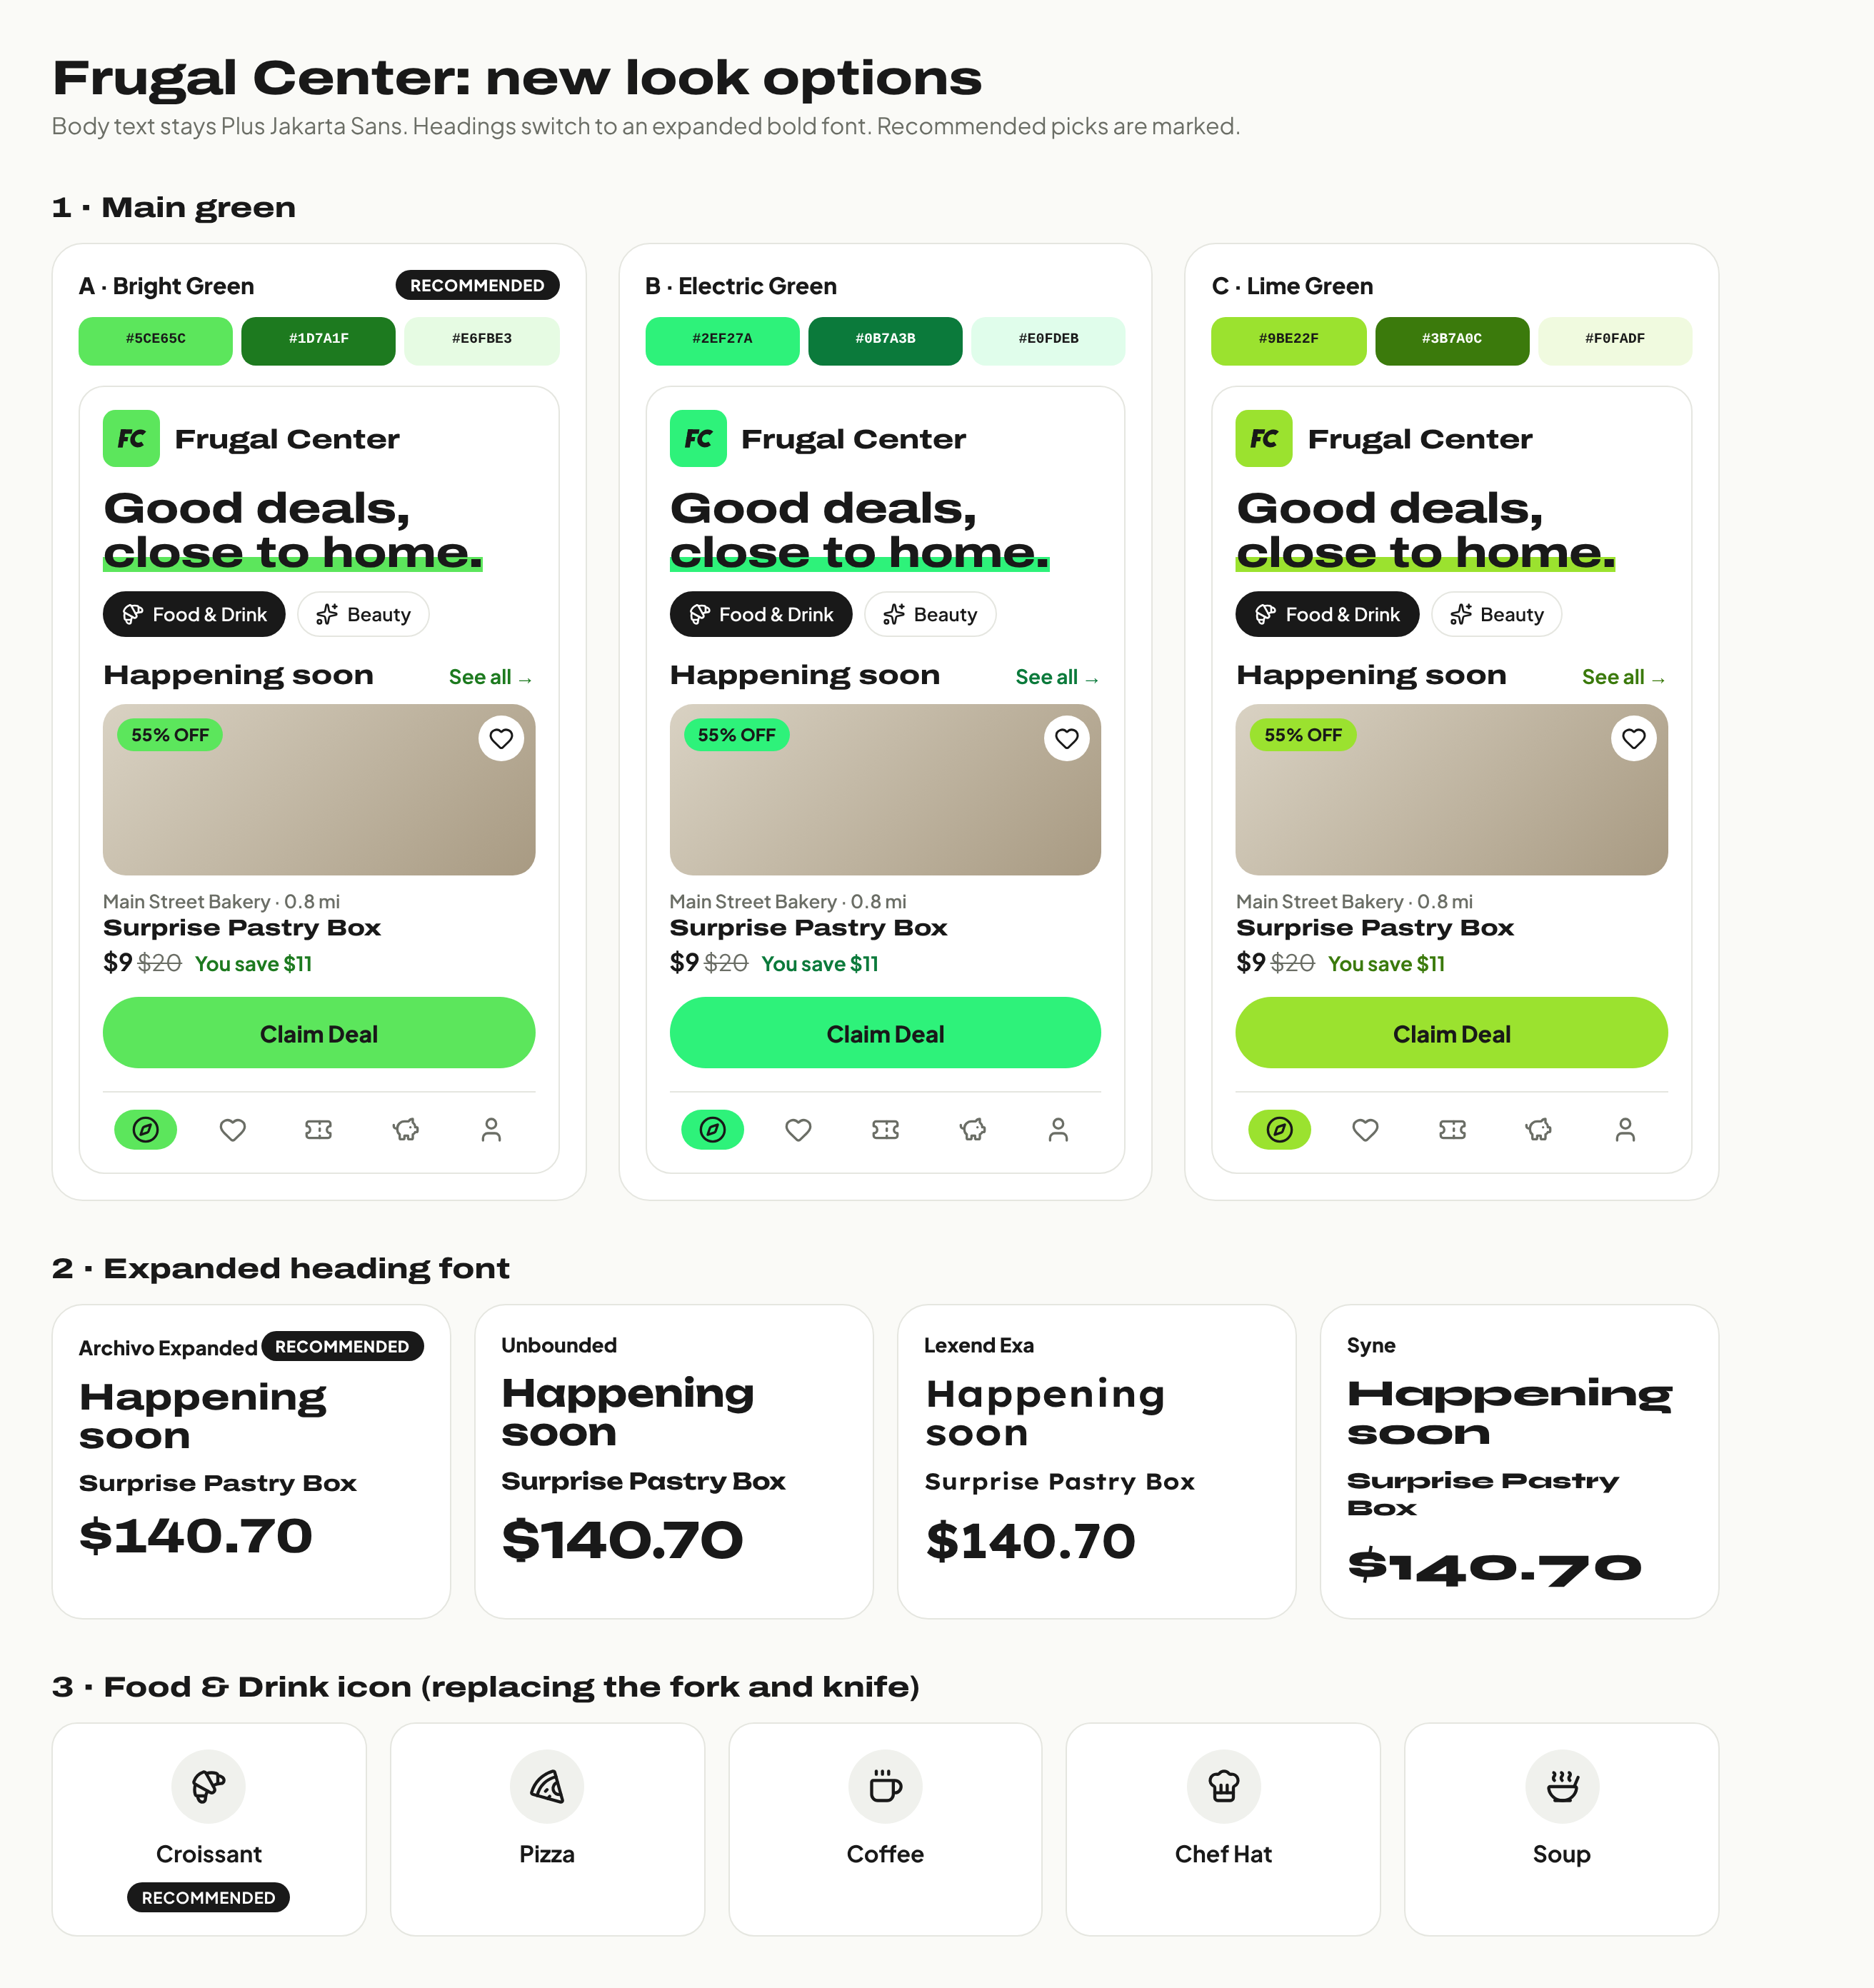 Frugal Center: new look options
Body text stays Plus Jakarta Sans. Headings switch to an expanded bold font. Recommended picks are marked.
1 · Main green
A · Bright Green
RECOMMENDED
#5CE65C
#1D7A1F
#E6FBE3
FC
Frugal Center
Good deals,
close to home.
Food & Drink
Beauty
Happening soon
See all →
55% OFF
Main Street Bakery · 0.8 mi
Surprise Pastry Box
$9 $20 You save $11
Claim Deal
B · Electric Green
#2EF27A
#0B7A3B
#E0FDEB
FC
Frugal Center
Good deals,
close to home.
Food & Drink
Beauty
Happening soon
See all →
55% OFF
Main Street Bakery · 0.8 mi
Surprise Pastry Box
$9 $20 You save $11
Claim Deal
C · Lime Green
#9BE22F
#3B7A0C
#F0FADF
FC
Frugal Center
Good deals,
close to home.
Food & Drink
Beauty
Happening soon
See all →
55% OFF
Main Street Bakery · 0.8 mi
Surprise Pastry Box
$9 $20 You save $11
Claim Deal
2 · Expanded heading font
Archivo Expanded
RECOMMENDED
Happening
soon
Surprise Pastry Box
$140.70
Unbounded
Happening
soon
Surprise Pastry Box
$140.70
Lexend Exa
Happening
soon
Surprise Pastry Box
$140.70
Syne
Happening
soon
Surprise Pastry
Box
$140.70
3 · Food & Drink icon (replacing the fork and knife)
Croissant
RECOMMENDED
Pizza
Coffee
Chef Hat
Soup